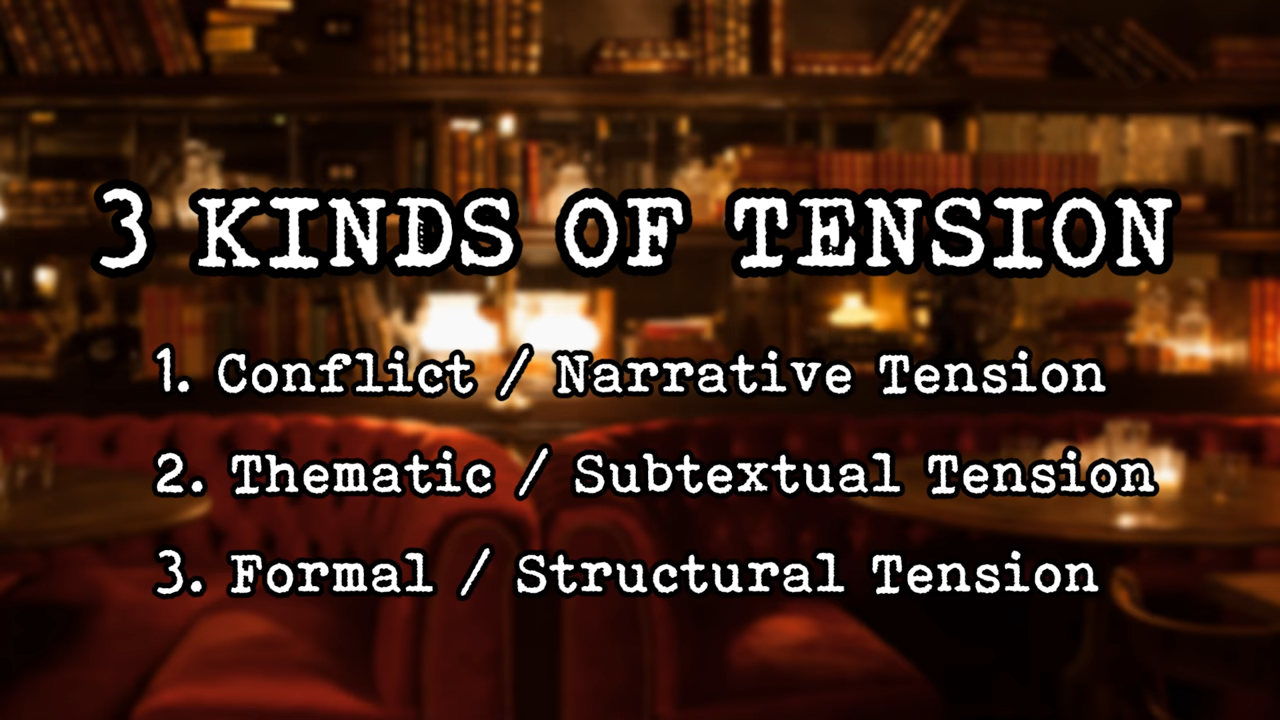 3 KINDS OF TENSION
1. Conflict / Narrative Tension
2. Thematic / Subtextual Tension
3. Formal / Structural Tension